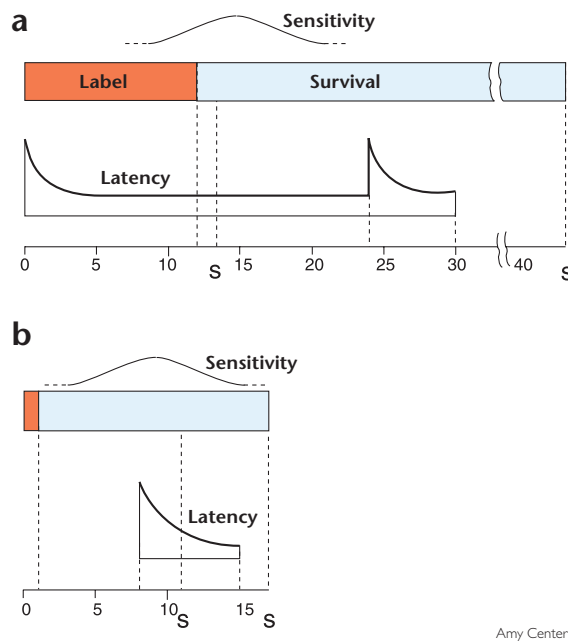 a
Sensitivity
Label Survival
Latency
0 5 10 15 20 25 30 40
S S
b
Sensitivity
Latency
0 5 10 15
S S
Amy Center